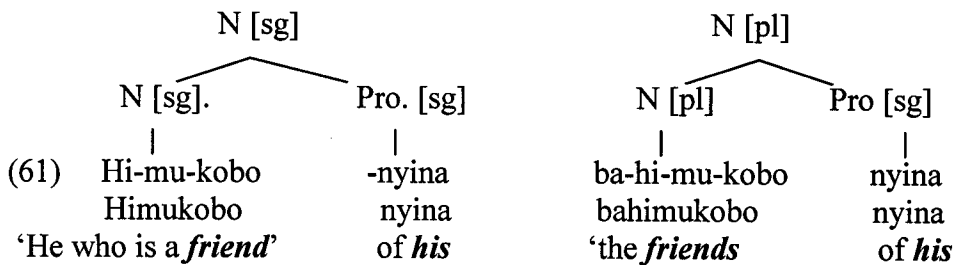 N [sg] N [pl]
N [sg]. Pro. [sg] N [pl] Pro [sg]
(61) Hi-mu-kobo -nyina ba-hi-mu-kobo nyina
Himukobo nyina bahimukobo nyina
‘He who is a friend’ of his ‘the friends of his